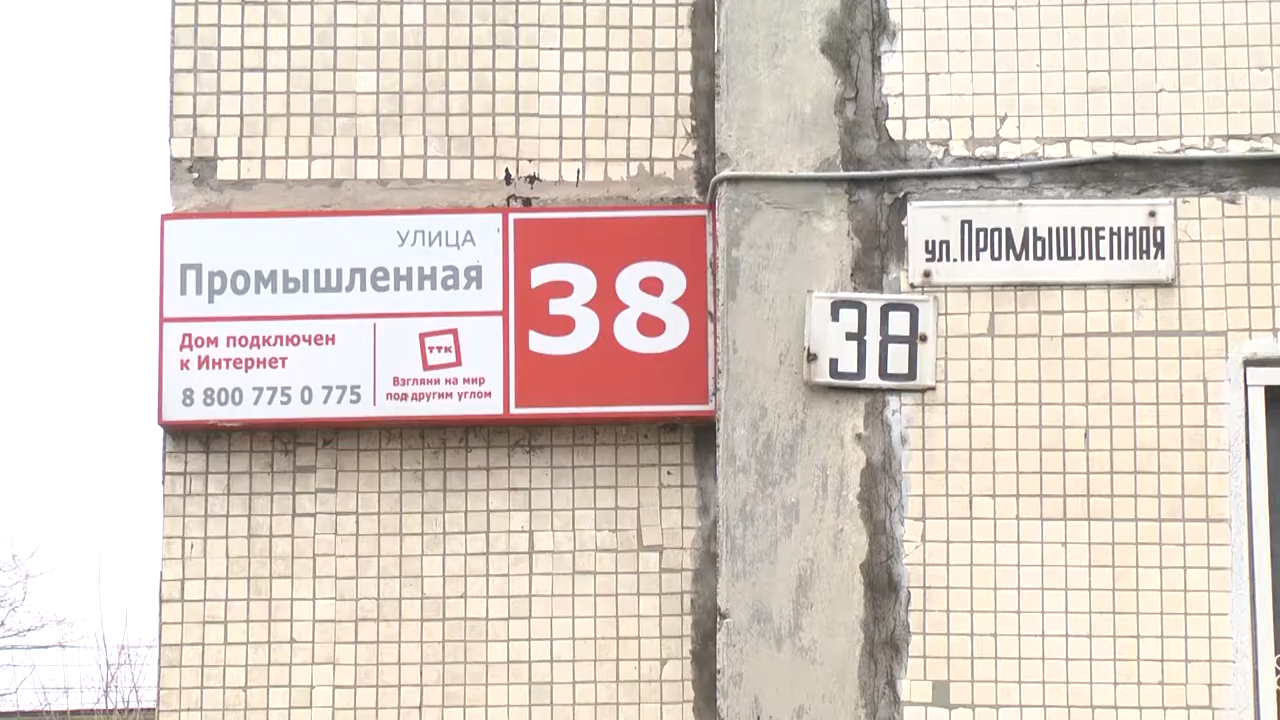 УЛИЦА
Промышленная
38
Дом подключен
к Интернет
8 800 775 0 775
ТТК
Взгляни на мир
под другим углом
ул.ПРОМЫШЛЕННАЯ
38